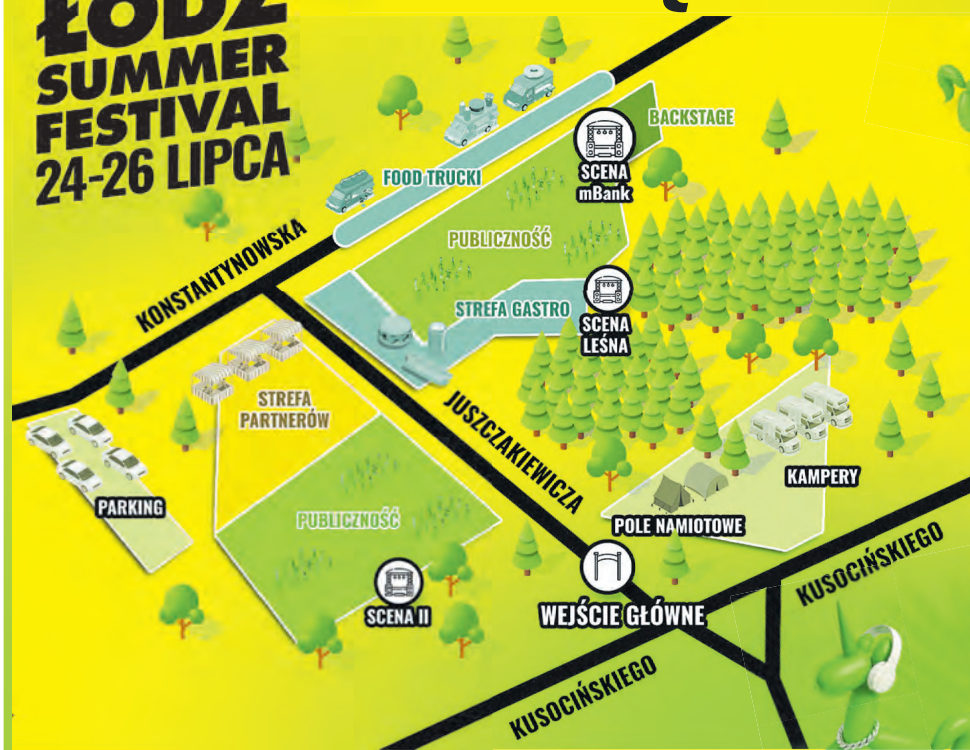 ŁÓDŹ
SUMMER
FESTIVAL
24-26 LIPCA
BACKSTAGE
SCENA
mBank
FOOD TRUCKI
PUBLICZNOŚĆ
KONSTANTYNOWSKA
STREFA GASTRO
SCENA
LEŚNA
STREFA
PARTNERÓW
JUSZCZAKIEWICZA
KAMPERY
PARKING
PUBLICZNOŚĆ
POLE NAMIOTOWE
KUSOCIŃSKIEGO
SCENA II
WEJŚCIE GŁÓWNE
KUSOCIŃSKIEGO